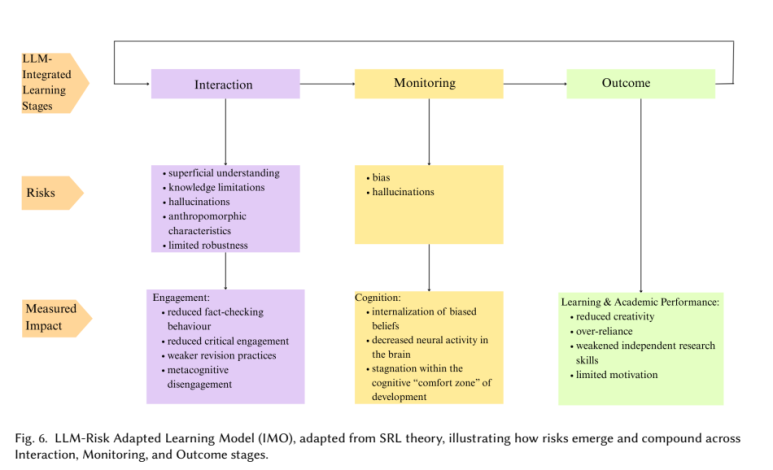 LLM-
Integrated
Learning
Stages
Interaction
Monitoring
Outcome
Risks
• superficial understanding
• knowledge limitations
• hallucinations
• anthropomorphic
characteristics
• limited robustness
• bias
• hallucinations
Measured
Impact
Engagement:
• reduced fact-checking
behaviour
• reduced critical engagement
• weaker revision practices
• metacognitive
disengagement
Cognition:
• internalization of biased
beliefs
• decreased neural activity in
the brain
• stagnation within the
cognitive “comfort zone” of
development
Learning & Academic Performance:
• reduced creativity
• over-reliance
• weakened independent research
skills
• limited motivation
Fig. 6. LLM-Risk Adapted Learning Model (IMO), adapted from SRL theory, illustrating how risks emerge and compound across
Interaction, Monitoring, and Outcome stages.